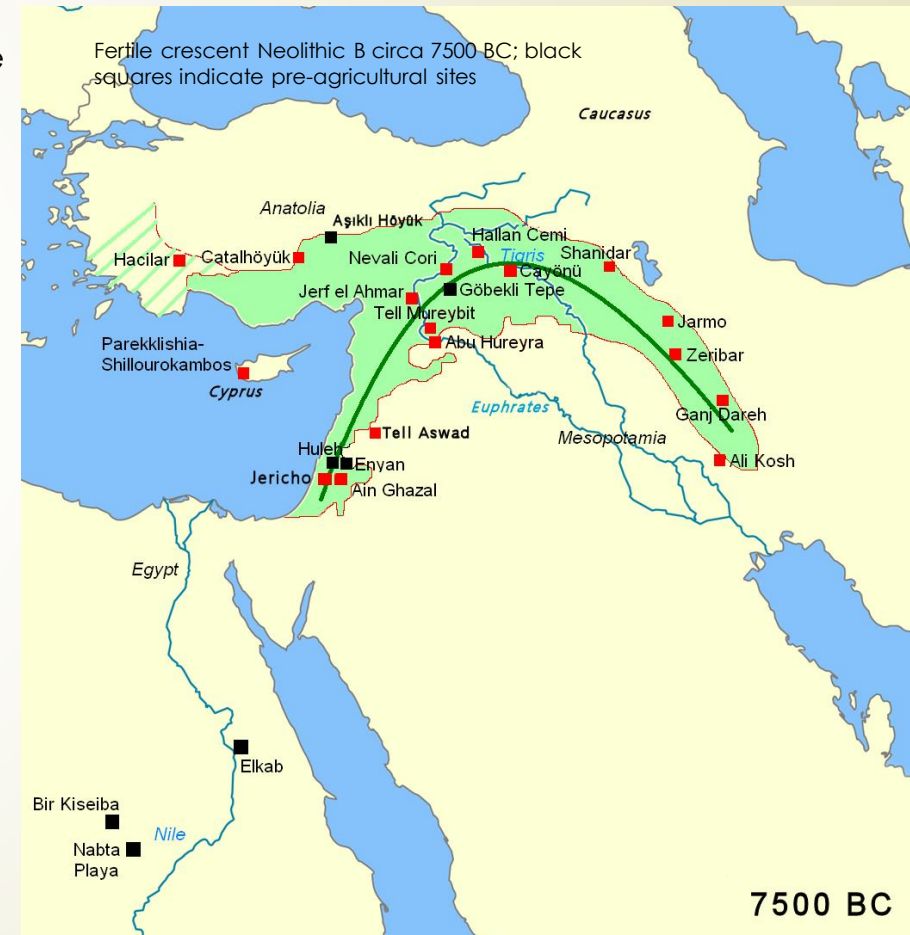 e
Fertile crescent Neolithic B circa 7500 BC; black
squares indicate pre-agricultural sites
Caucasus
Anatolia
Aşıklı Höyük
Hallan Cemi
Hacilar
Catalhöyük
Nevali Cori
Tigris
Shanidar
Cayönü
Jerf el Ahmar
Göbekli Tepe
Tell Mureybit
Jarmo
Abu Hureyra
Parekklishia-
Shillourokambos
Zeribar
Cyprus
Euphrates
Ganj Dareh
Tell Aswad
Mesopotamia
Huleh
Enyan
Ali Kosh
Jericho
Ain Ghazal
Egypt
Elkab
Bir Kiseiba
Nile
Nabta
Playa
7500 BC